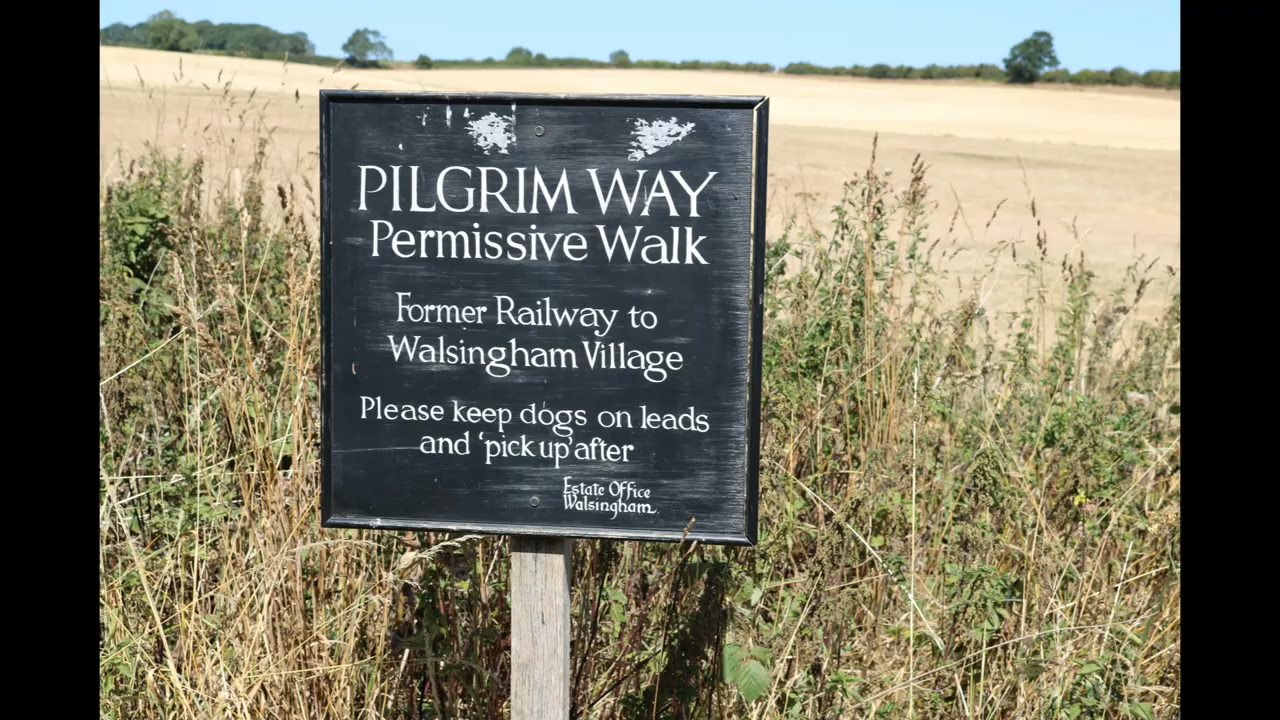 PILGRIM WAY
Permissive Walk
Former Railway to
Walsingham Village
Please keep dogs on leads
and ‘pick up’ after
Estate Office
Walsingham.